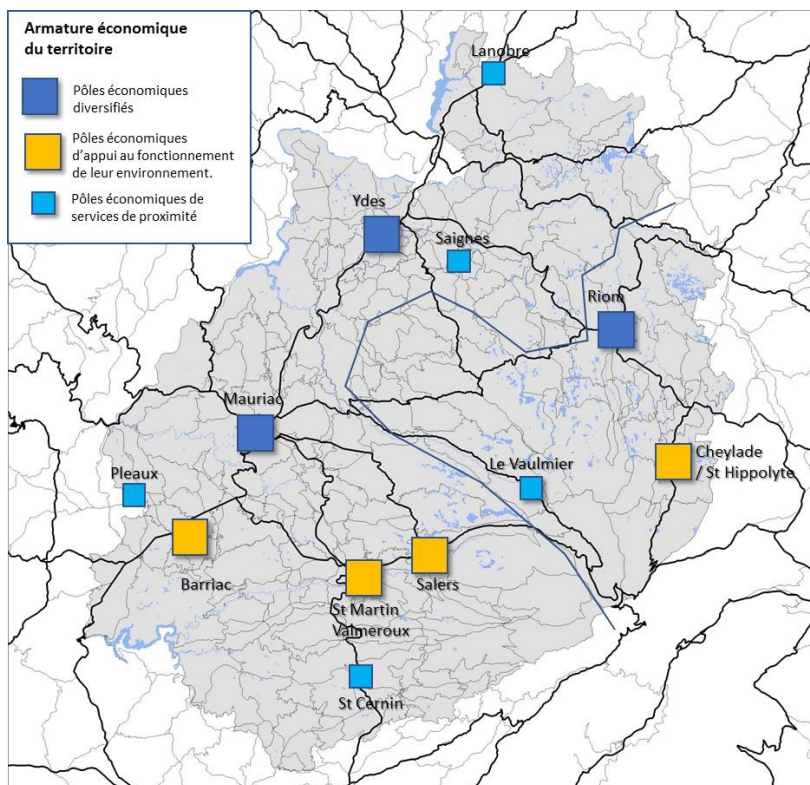 Armature économique
du territoire
Pôles économiques
diversifiés
Pôles économiques
d’appui au fonctionnement
de leur environnement.
Pôles économiques de
services de proximité
Lanobre
Ydes
Saignes
Riom
Mauriac
Pleaux
Le Vaulmier
Cheylade
/ St Hippolyte
Barriac
Salers
St Martin
Valmeroux
St Cernin